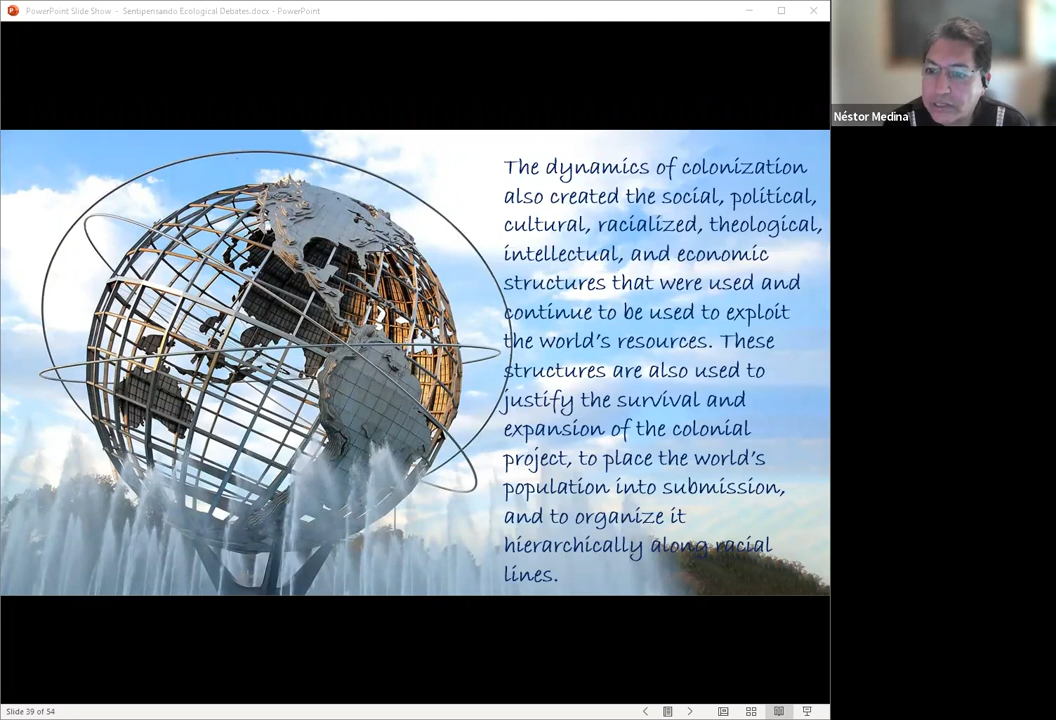 PowerPoint Slide Show - Sentipensando Ecological Debates.docx - PowerPoint
Néstor Medina
The dynamics of colonization
also created the social, political,
cultural, racialized, theological,
intellectual, and economic
structures that were used and
continue to be used to exploit
the world's resources. These
structures are also used to
justify the survival and
expansion of the colonial
project, to place the world's
population into submission,
and to organize it
hierarchically along racial
lines.
Slide 39 of 54